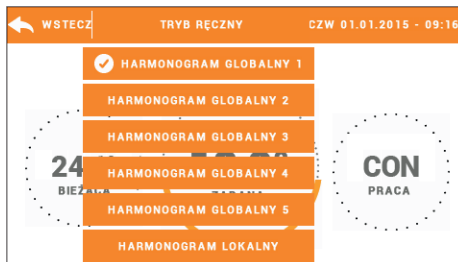 WSTECZ TRYB RĘCZNY CZW 01.01.2015 - 09:16
HARMONOGRAM GLOBALNY 1
HARMONOGRAM GLOBALNY 2
HARMONOGRAM GLOBALNY 3
HARMONOGRAM GLOBALNY 4
HARMONOGRAM GLOBALNY 5
HARMONOGRAM LOKALNY
24
CON
PRACA